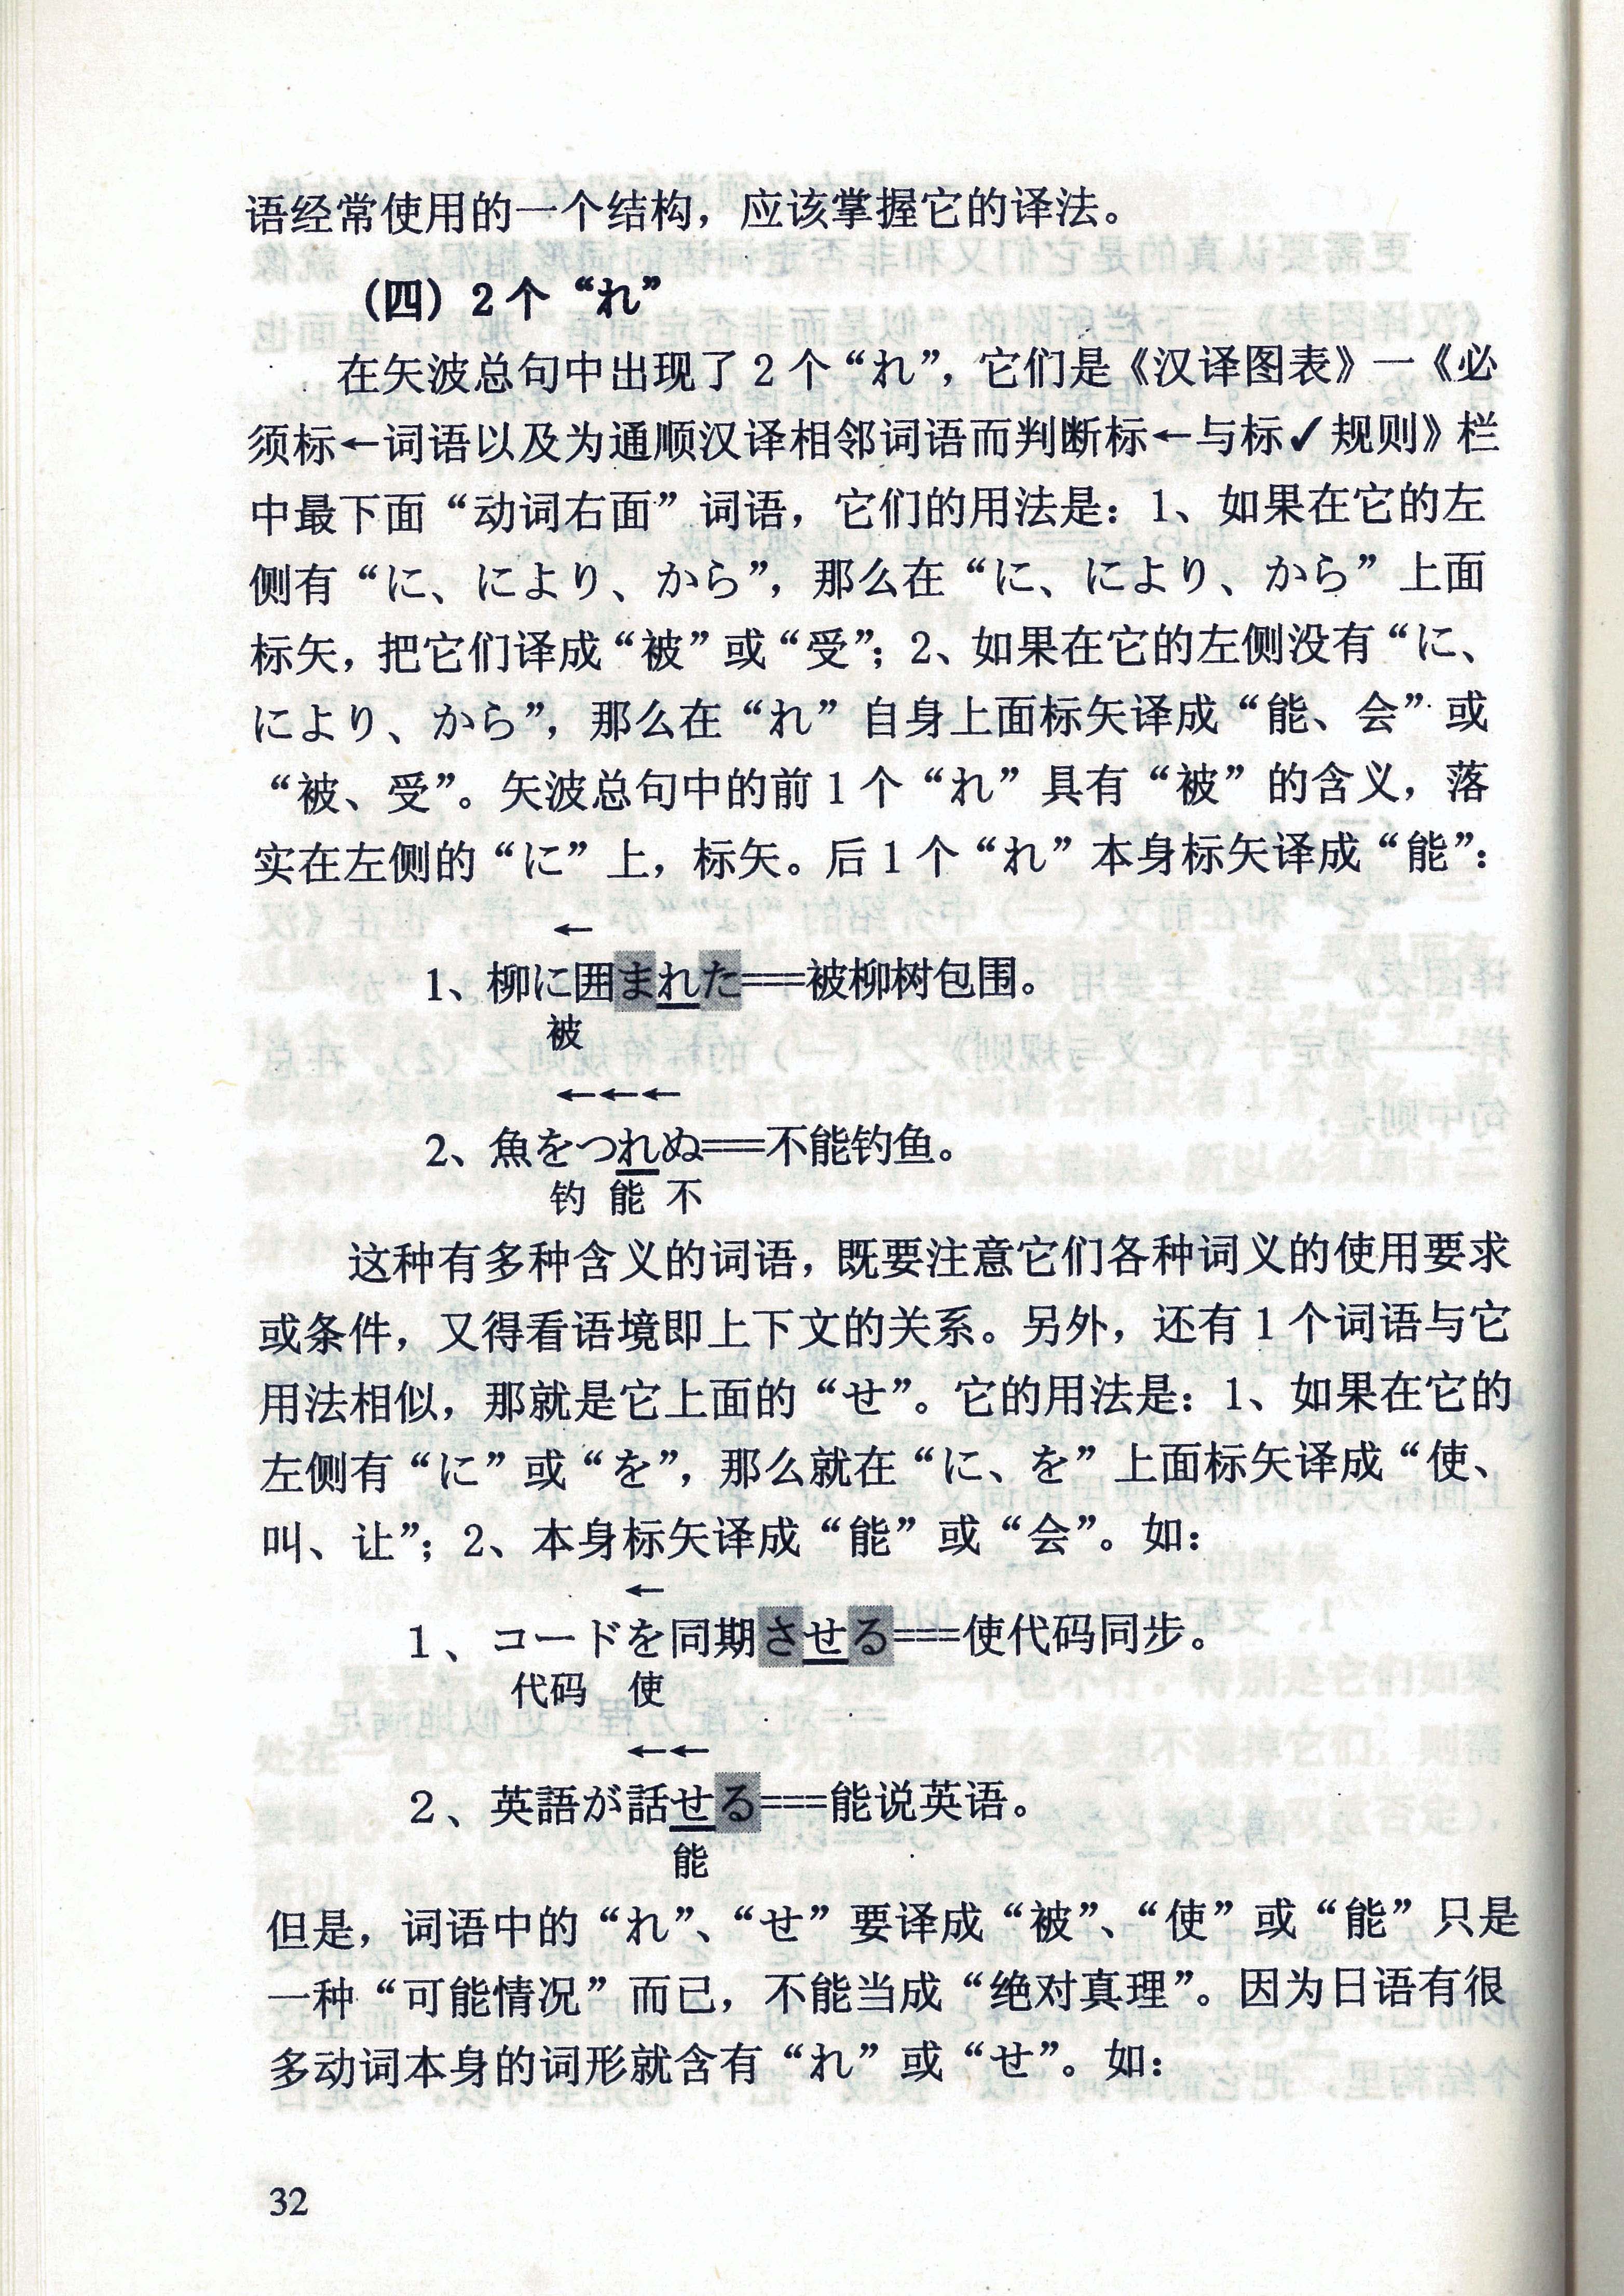 语经常使用的一个结构，应该掌握它的译法。
（四）2个“れ”
在矢波总句中出现了2个“れ”，它们是《汉译图表》一《必
须标←词语以及为通顺汉译相邻词语而判断标←与标✓规则》栏
中最下面“动词右面”词语，它们的用法是：1、如果在它的左
侧有“に、により、から”，那么在“に、により、から”上面
标矢，把它们译成“被”或“受”；2、如果在它的左侧没有“に、
により、から”，那么在“れ”自身上面标矢译成“能、会”或
“被、受”。矢波总句中的前1个“れ”具有“被”的含义，落
实在左侧的“に”上，标矢。后1个“れ”本身标矢译成“能”：
←
1、柳に囲まれた===被柳树包围。
被
←←←
2、魚をつれぬ===不能钓鱼。
钓 能 不
这种有多种含义的词语，既要注意它们各种词义的使用要求
或条件，又得看语境即上下文的关系。另外，还有1个词语与它
用法相似，那就是它上面的“せ”。它的用法是：1、如果在它的
左侧有“に”或“を”，那么就在“に、を”上面标矢译成“使、
叫、让”；2、本身标矢译成“能”或“会”。如：
←
1、コードを同期させる===使代码同步。
代码 使
←←
2、英語が話せる===能说英语。
能
但是，词语中的“れ”、“せ”要译成“被”、“使”或“能”只是
一种“可能情况”而已，不能当成“绝对真理”。因为日语有很
多动词本身的词形就含有“れ”或“せ”。如：
32